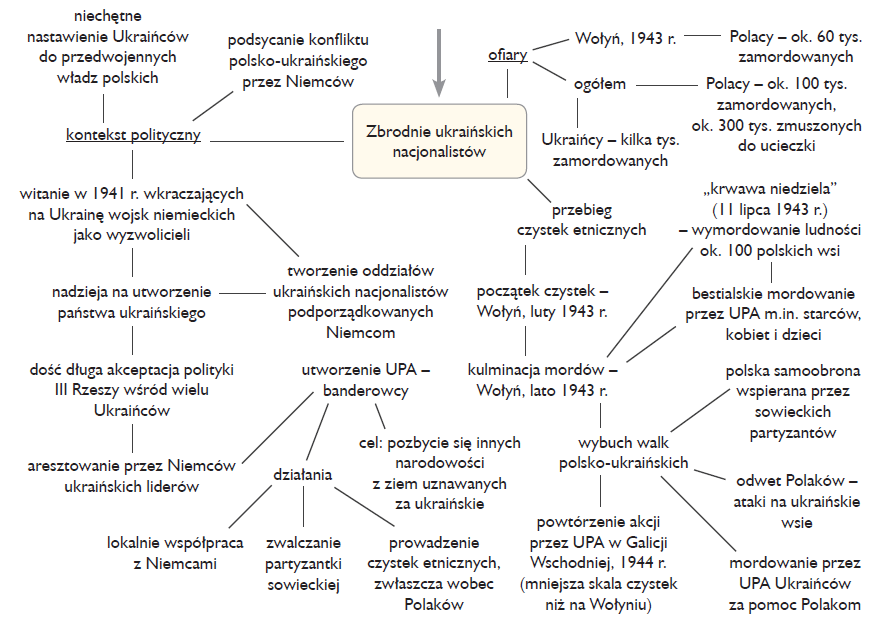 niechętne
nastawienie Ukraińców
do przedwojennych
władz polskich
podsycanie konfliktu
polsko-ukraińskiego
przez Niemców
kontekst polityczny
Zbrodnie ukraińskich
nacjonalistów
ofiary
Wołyń, 1943 r.
Polacy – ok. 60 tys.
zamordowanych
ogółem
Polacy – ok. 100 tys.
zamordowanych,
ok. 300 tys. zmuszonych
do ucieczki
Ukraińcy – kilka tys.
zamordowanych
witanie w 1941 r. wkraczających
na Ukrainę wojsk niemieckich
jako wyzwolicieli
nadzieja na utworzenie
państwa ukraińskiego
tworzenie oddziałów
ukraińskich nacjonalistów
podporządkowanych
Niemcom
dość długa akceptacja polityki
III Rzeszy wśród wielu
Ukraińców
aresztowanie przez Niemców
ukraińskich liderów
utworzenie UPA –
banderowcy
cel: pozbycie się innych
narodowości
z ziem uznawanych
za ukraińskie
działania
lokalnie współpraca
z Niemcami
zwalczanie
partyzantki
sowieckiej
prowadzenie
czystek etnicznych,
zwłaszcza wobec
Polaków
przebieg
czystek etnicznych
początek czystek –
Wołyń, luty 1943 r.
kulminacja mordów –
Wołyń, lato 1943 r.
„krwawa niedziela”
(11 lipca 1943 r.)
– wymordowanie ludności
ok. 100 polskich wsi
bestialskie mordowanie
przez UPA m.in. starców,
kobiet i dzieci
wybuch walk
polsko-ukraińskich
polska samoobrona
wspierana przez
sowieckich
partyzantów
odwet Polaków –
ataki na ukraińskie
wsie
mordowanie przez
UPA Ukraińców
za pomoc Polakom
powtórzenie akcji
przez UPA w Galicji
Wschodniej, 1944 r.
(mniejsza skala czystek
niż na Wołyniu)